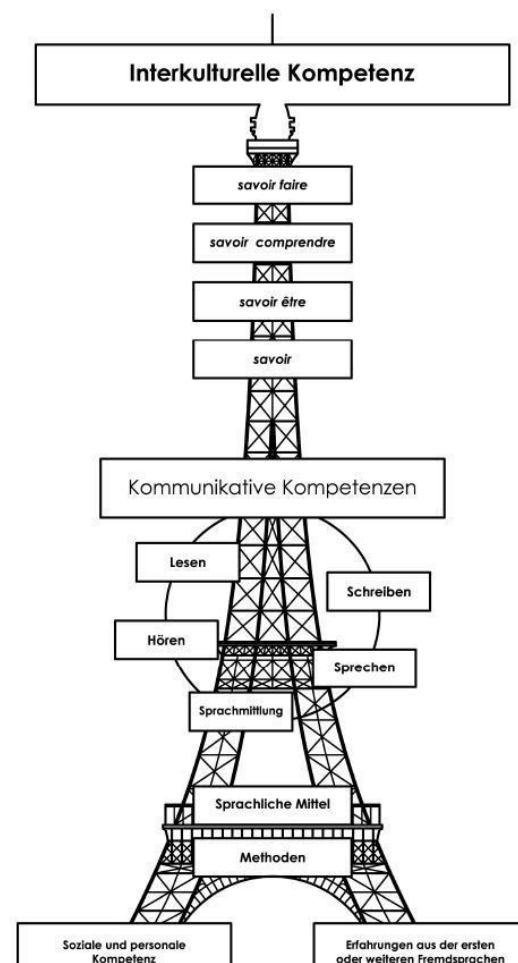 Interkulturelle Kompetenz
savoir faire
savoir comprendre
savoir être
savoir
Kommunikative Kompetenzen
Lesen
Schreiben
Hören
Sprechen
Sprachmittlung
Sprachliche Mittel
Methoden
Soziale und personale
Kompetenz
Erfahrungen aus der ersten
oder weiteren Fremdsprachen